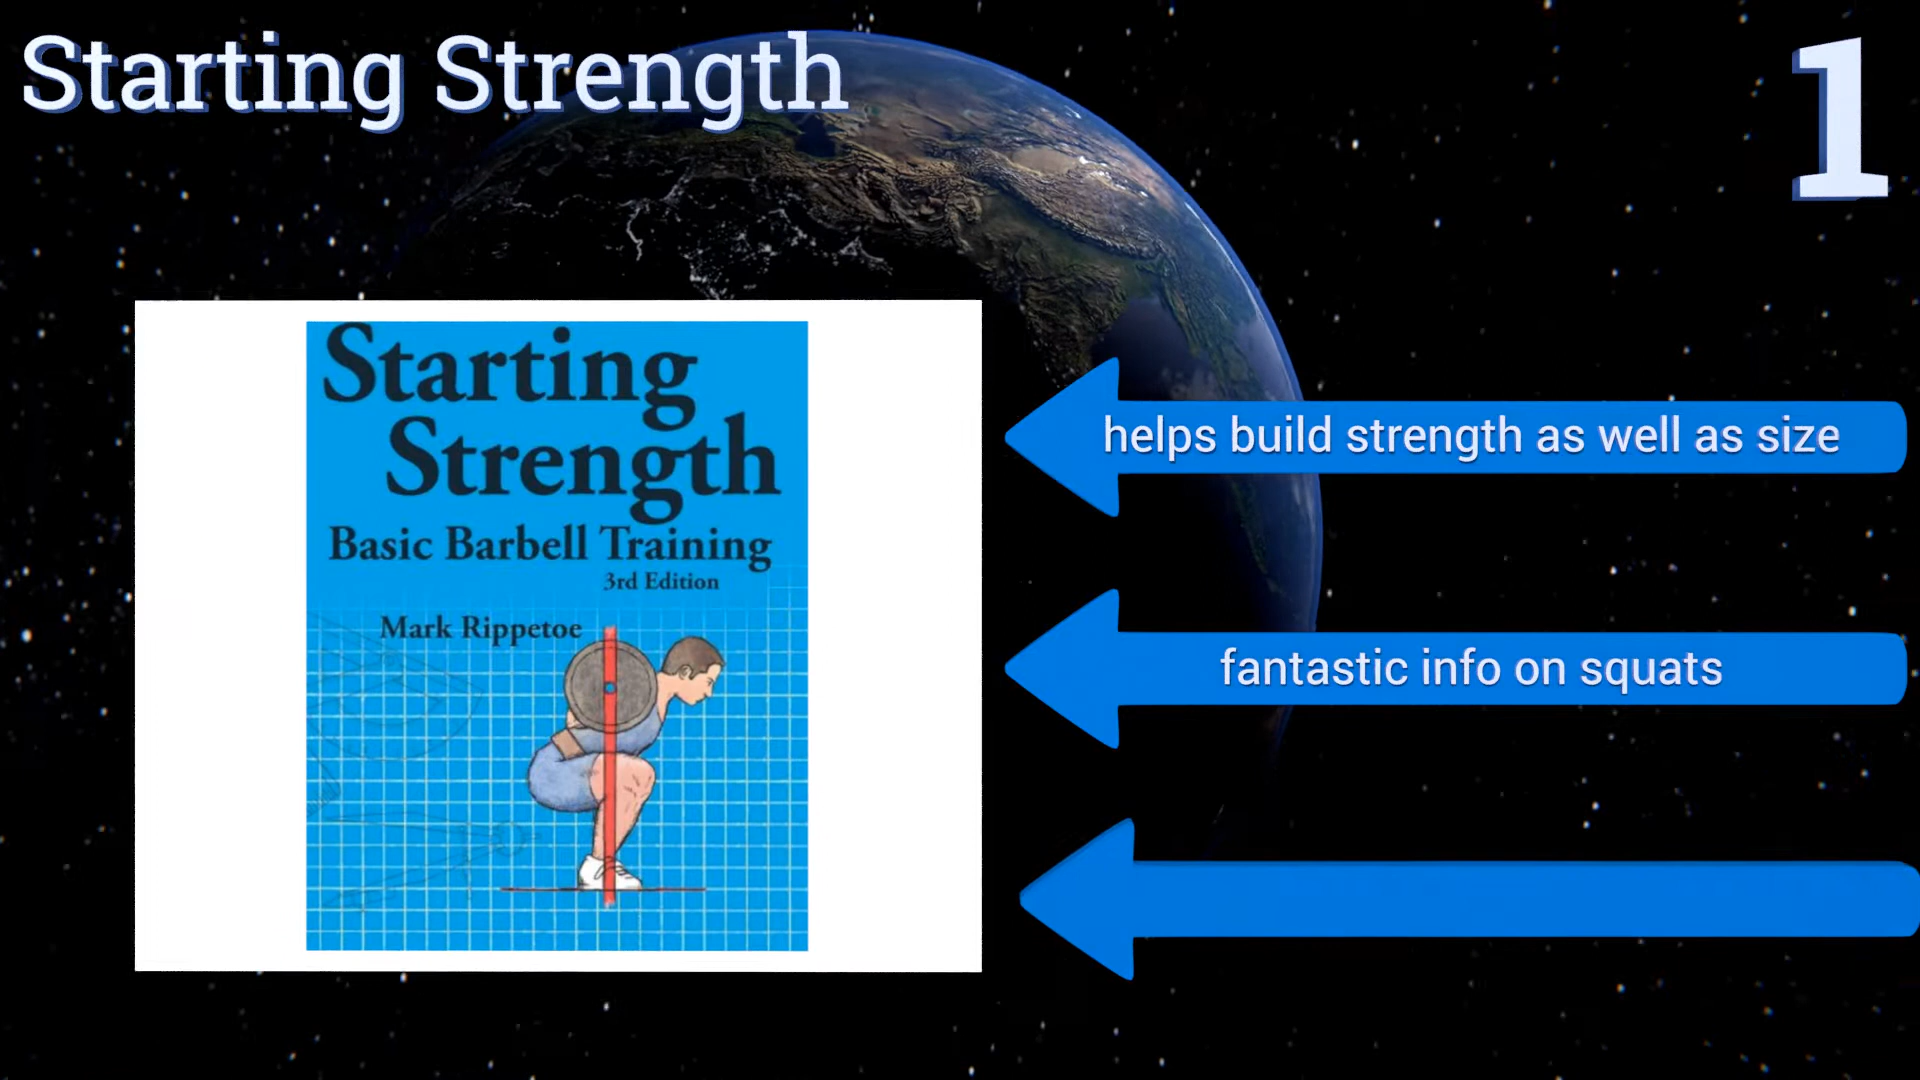 Starting Strength
1
Starting
Strength
Basic Barbell Training
3rd Edition
Mark Rippetoe
helps build strength as well as size
fantastic info on squats